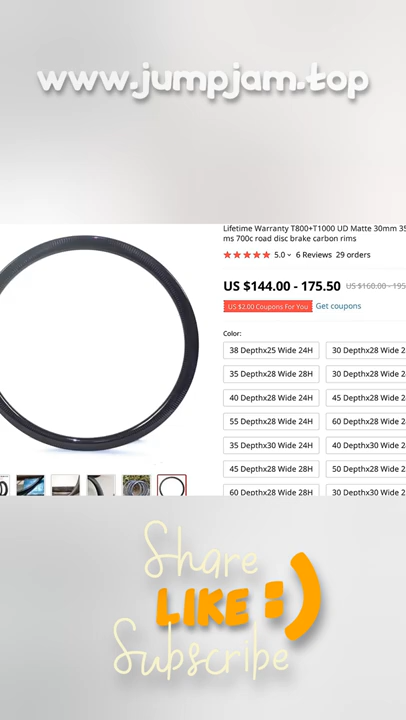 www.jumpjam.top
Lifetime Warranty T800+T1000 UD Matte 30mm 35
ms 700c road disc brake carbon rims
5.0 6 Reviews 29 orders
US $144.00 - 175.50 US $160.00 - 195
US $2.00 Coupons For You Get coupons
Color:
38 Depthx25 Wide 24H 30 Depthx28 Wide 2
35 Depthx28 Wide 28H 30 Depthx28 Wide 2
40 Depthx28 Wide 24H 45 Depthx28 Wide 2
55 Depthx28 Wide 24H 60 Depthx28 Wide 2
35 Depthx30 Wide 24H 40 Depthx30 Wide 2
45 Depthx28 Wide 28H 50 Depthx28 Wide 2
60 Depthx28 Wide 28H 30 Depthx30 Wide 2
Share
LIKE :)
Subscribe